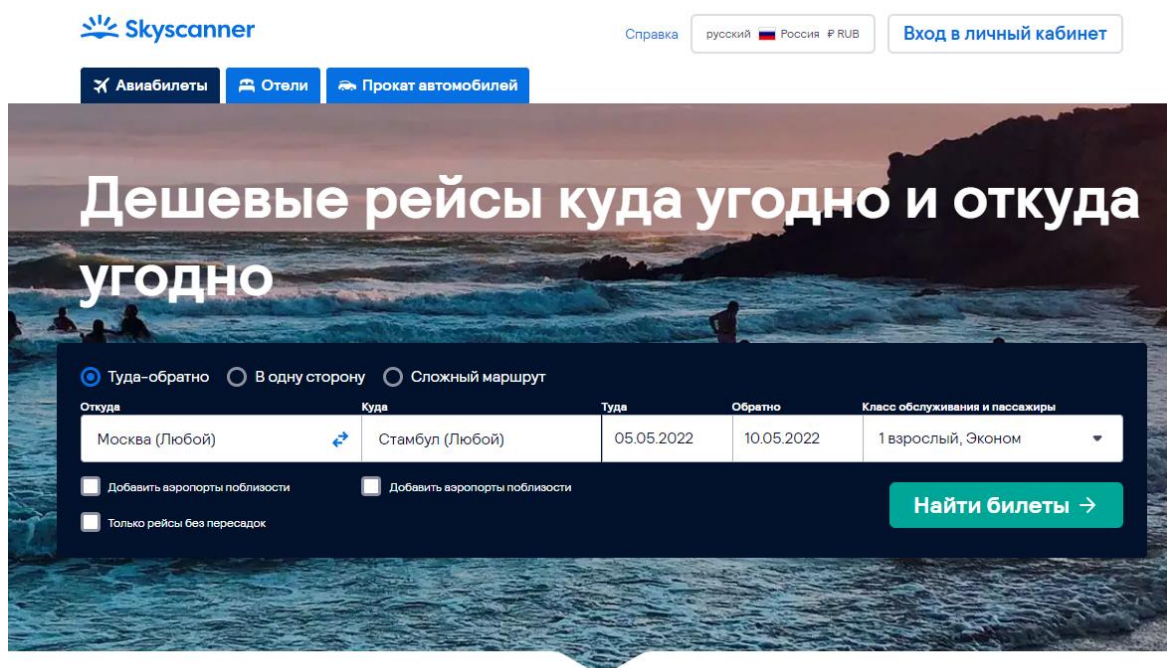 Skyscanner
Справка
русский Россия ₽ RUB
Вход в личный кабинет
Авиабилеты
Отели
Прокат автомобилей
Дешевые рейсы куда угодно и откуда
угодно
Туда-обратно
В одну сторону
Сложный маршрут
Откуда
Куда
Туда
Обратно
Класс обслуживания и пассажиры
Москва (Любой)
Стамбул (Любой)
05.05.2022
10.05.2022
1 взрослый, Эконом
Добавить аэропорты поблизости
Добавить аэропорты поблизости
Только рейсы без пересадок
Найти билеты →